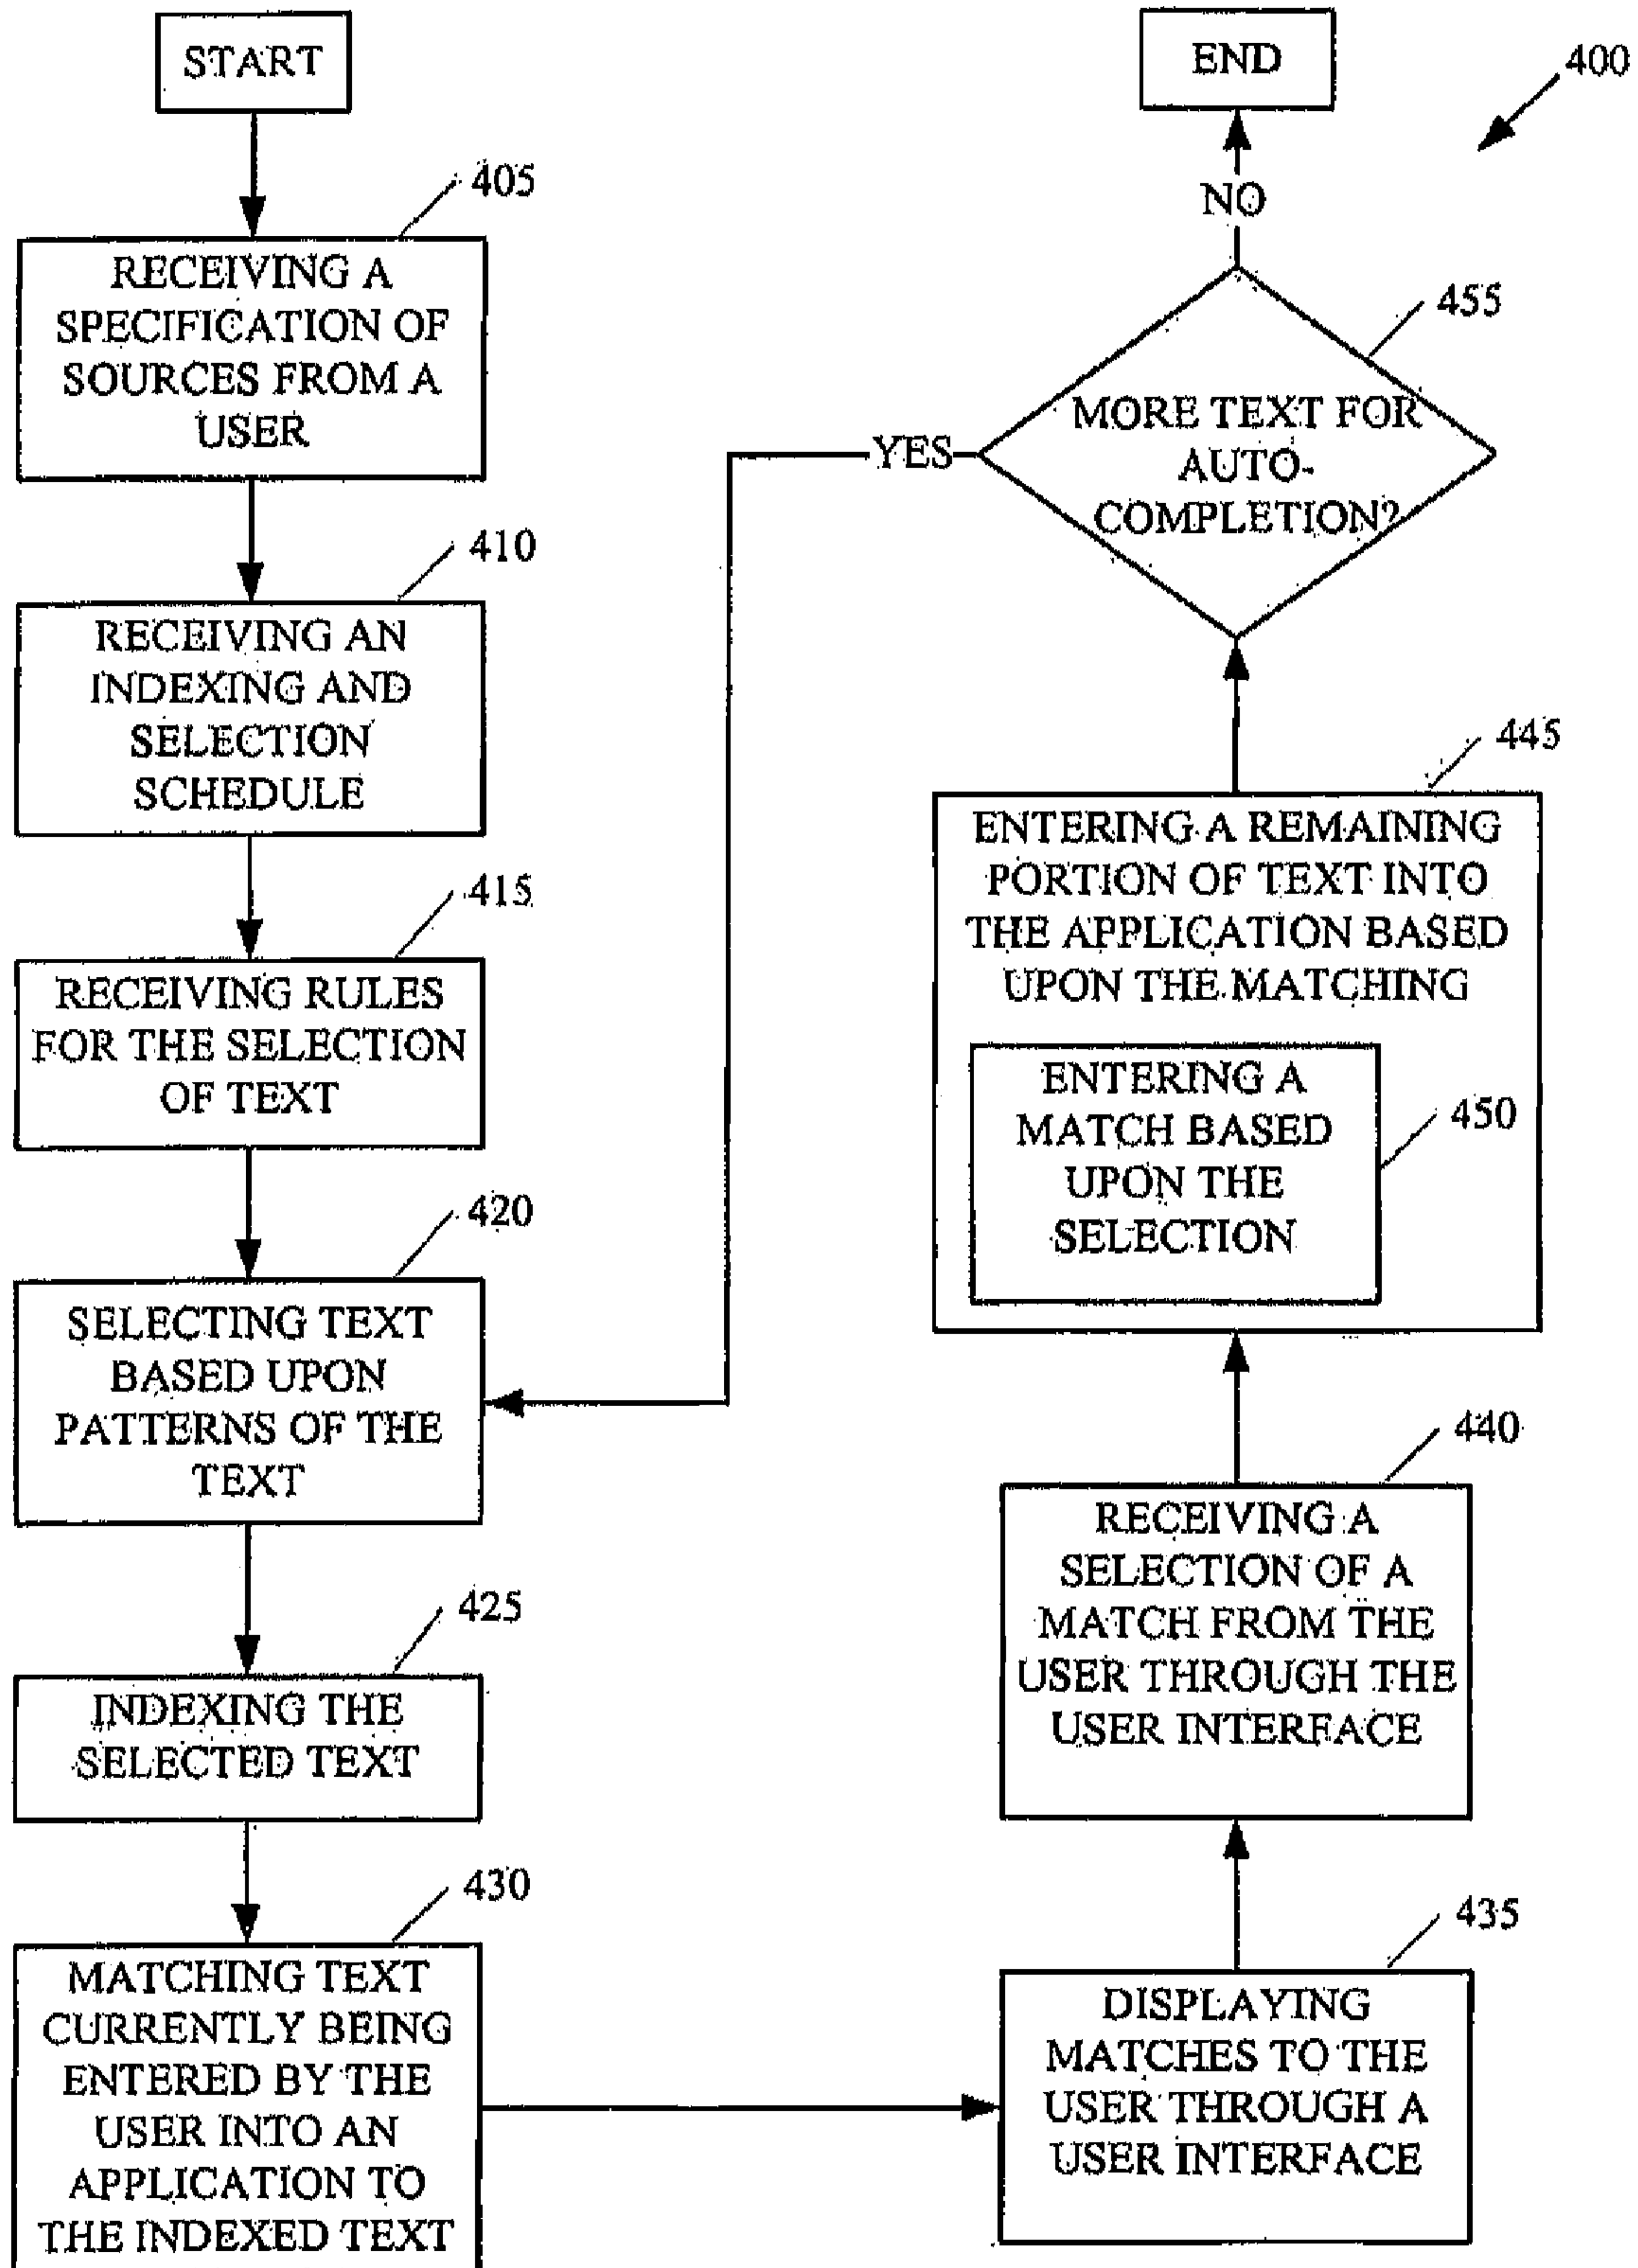 START
405
RECEIVING A
SPECIFICATION OF
SOURCES FROM A
USER
410
RECEIVING AN
INDEXING AND
SELECTION
SCHEDULE
415
RECEIVING RULES
FOR THE SELECTION
OF TEXT
420
SELECTING TEXT
BASED UPON
PATTERNS OF THE
TEXT
425
INDEXING THE
SELECTED TEXT
430
MATCHING TEXT
CURRENTLY BEING
ENTERED BY THE
USER INTO AN
APPLICATION TO
THE INDEXED TEXT
435
DISPLAYING
MATCHES TO THE
USER THROUGH A
USER INTERFACE
440
RECEIVING A
SELECTION OF A
MATCH FROM THE
USER THROUGH THE
USER INTERFACE
445
ENTERING A REMAINING
PORTION OF TEXT INTO
THE APPLICATION BASED
UPON THE MATCHING
450
ENTERING A
MATCH BASED
UPON THE
SELECTION
455
MORE TEXT FOR
AUTO-
COMPLETION?
YES
NO
END
400